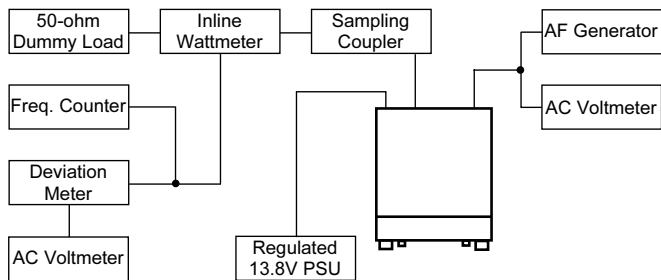 50-ohm
Dummy Load
Inline
Wattmeter
Sampling
Coupler
AF Generator
Freq. Counter
AC Voltmeter
Deviation
Meter
AC Voltmeter
Regulated
13.8V PSU